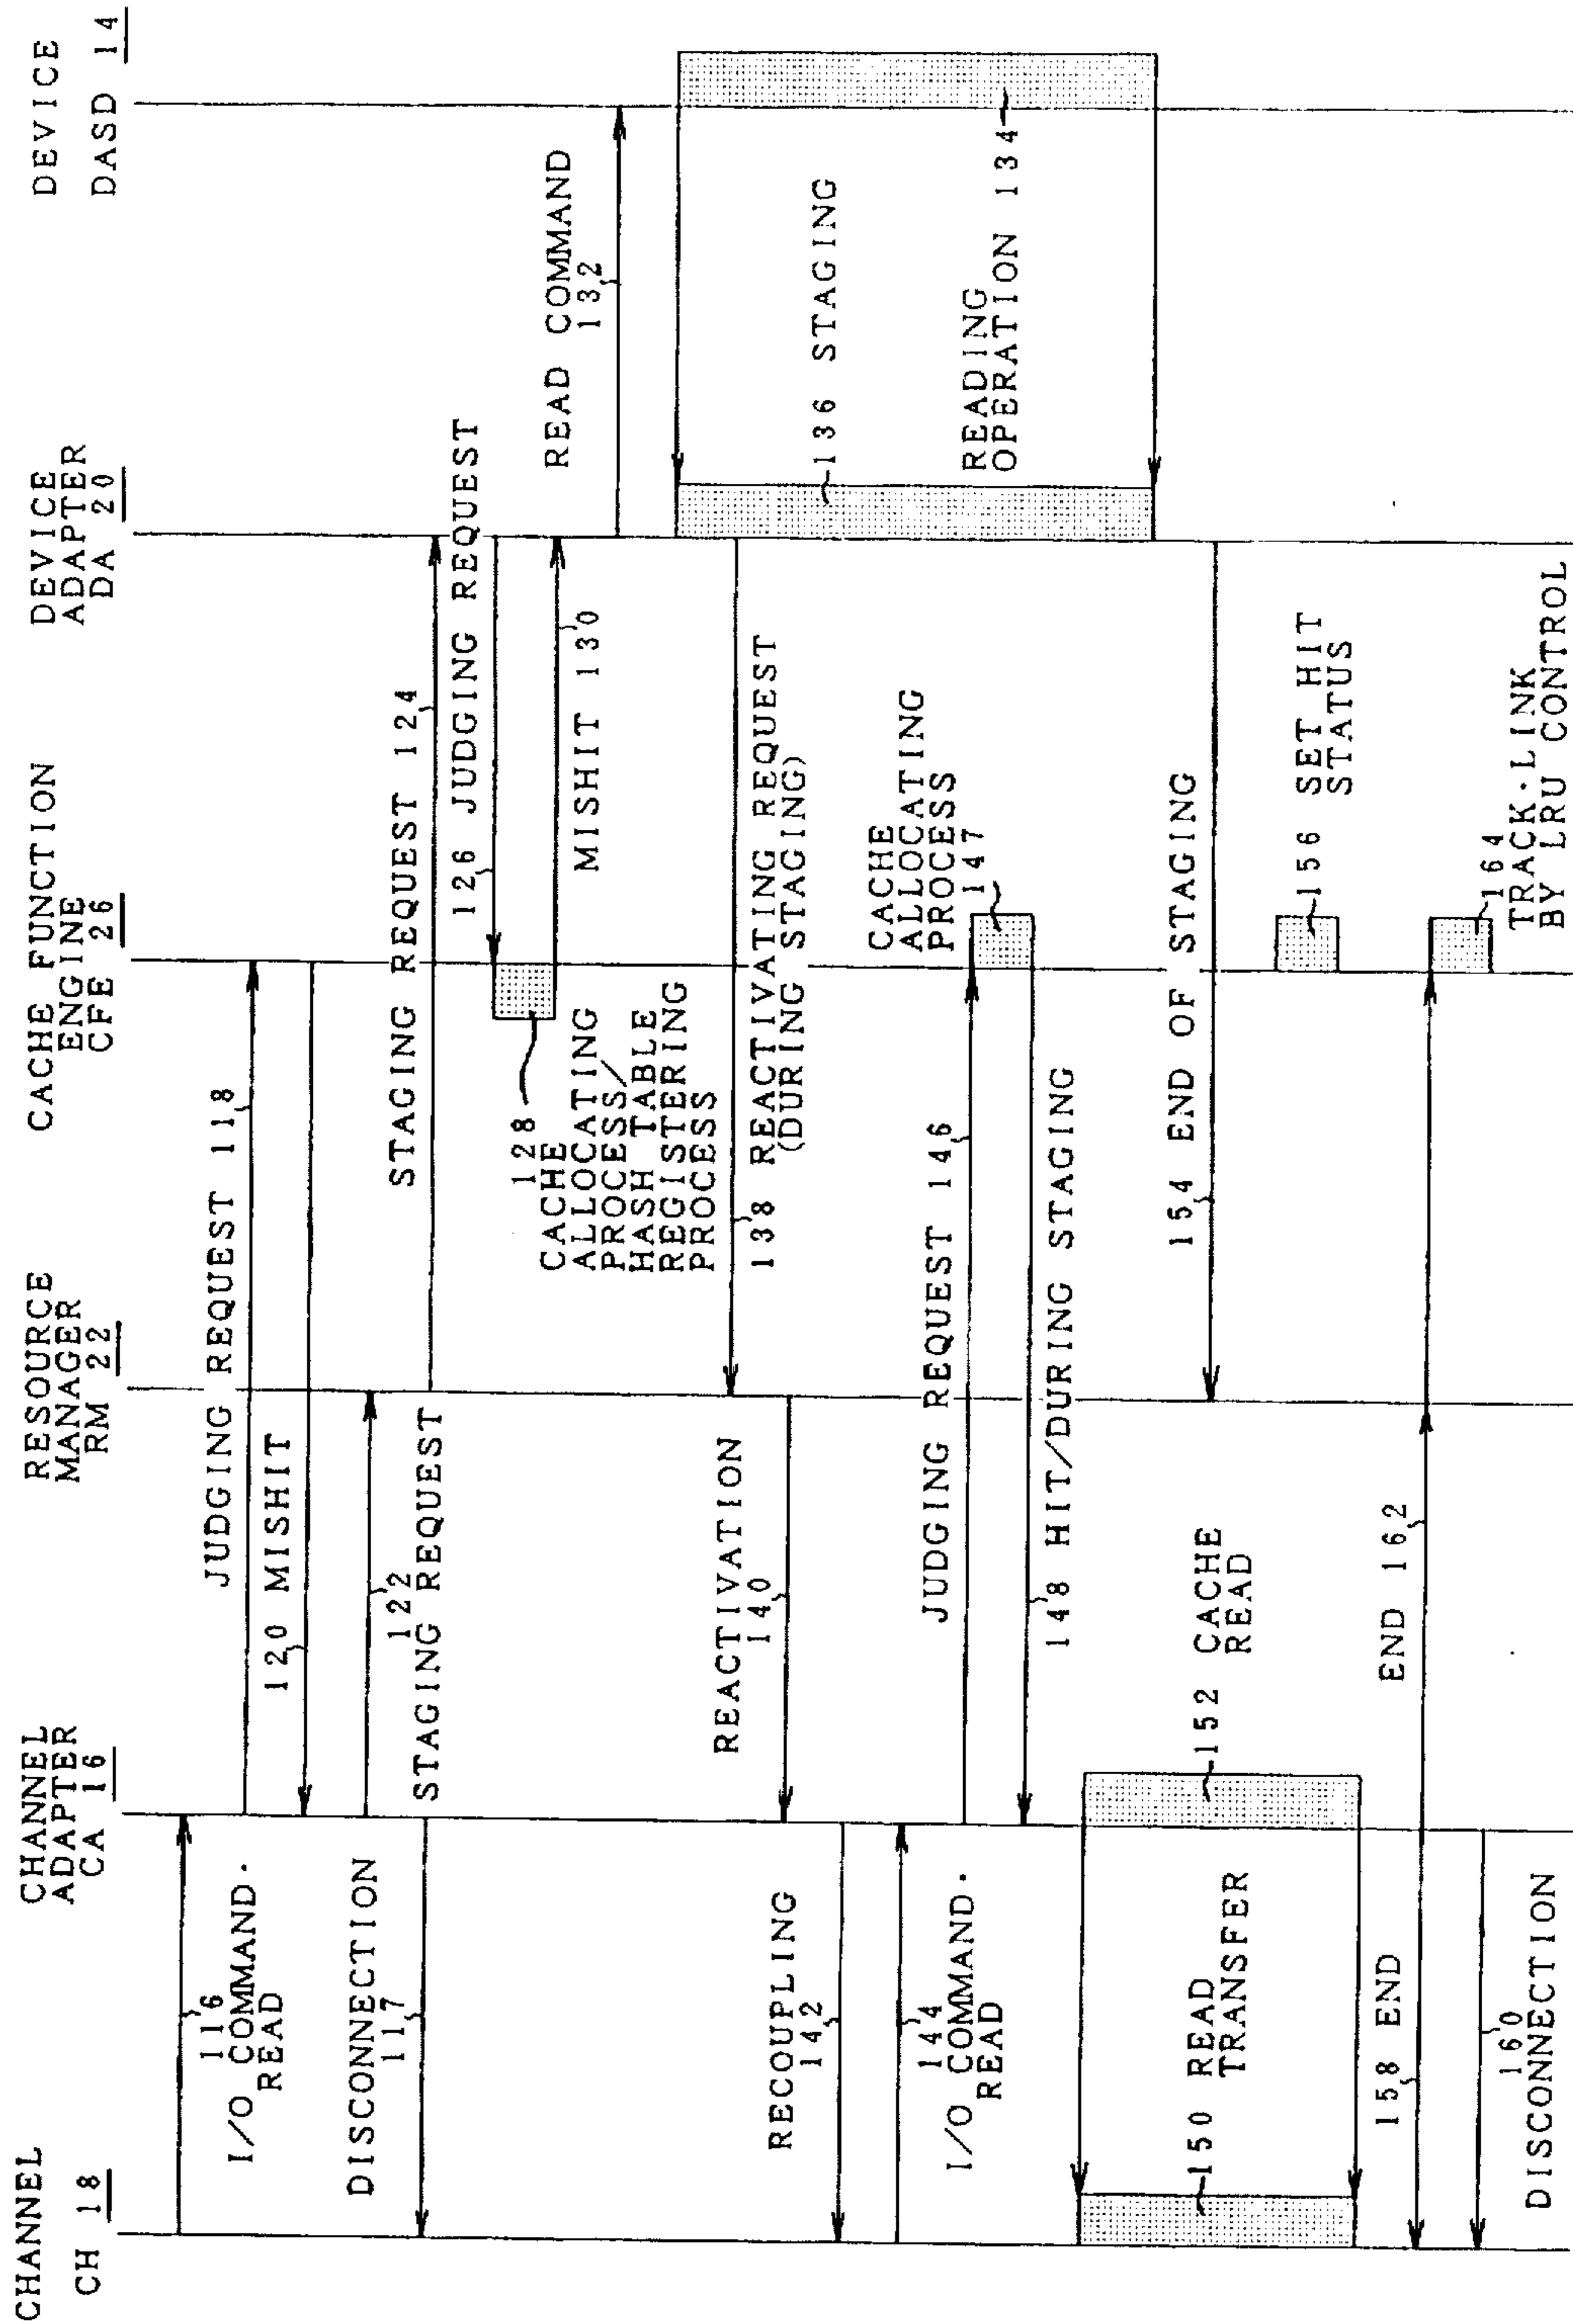 CHANNEL
CH 18
CHANNEL
ADAPTER
CA 16
RESOURCE
MANAGER
RM 22
CACHE FUNCTION
ENGINE
CFE 26
DEVICE
ADAPTER
DA 20
DEVICE
DASD 14
116
I/O COMMAND·
READ
JUDGING REQUEST 118
120 MISHIT
122
STAGING REQUEST
DISCONNECTION
117
STAGING REQUEST 124
126 JUDGING REQUEST
128
CACHE
ALLOCATING
PROCESS/
HASH TABLE
REGISTERING
PROCESS
MISHIT 130
READ COMMAND
132
136 STAGING
READING
OPERATION 134
138 REACTIVATING REQUEST
(DURING STAGING)
REACTIVATION
140
RECOUPLING
142
144
I/O COMMAND·
READ
JUDGING REQUEST 146
CACHE
ALLOCATING
PROCESS
147
148 HIT/DURING STAGING
150 READ
TRANSFER
152 CACHE
READ
154 END OF STAGING
156 SET HIT
STATUS
158 END
END 162
160
DISCONNECTION
164
TRACK·LINK
BY LRU CONTROL